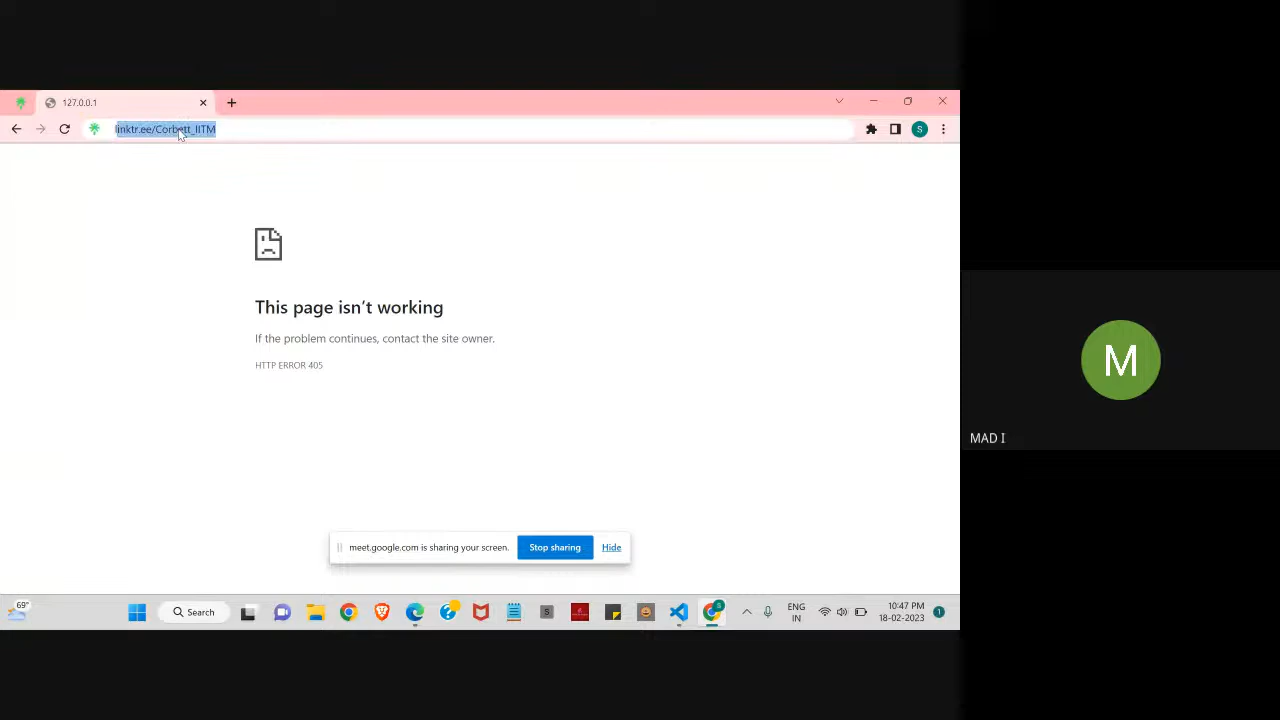 127.0.0.1
linktr.ee/Corbett_IITM
S
This page isn't working
If the problem continues, contact the site owner.
HTTP ERROR 405
M
MAD I
meet.google.com is sharing your screen.
Stop sharing
Hide
69°
Search
S
S
ENG
IN
10:47 PM
18-02-2023
1